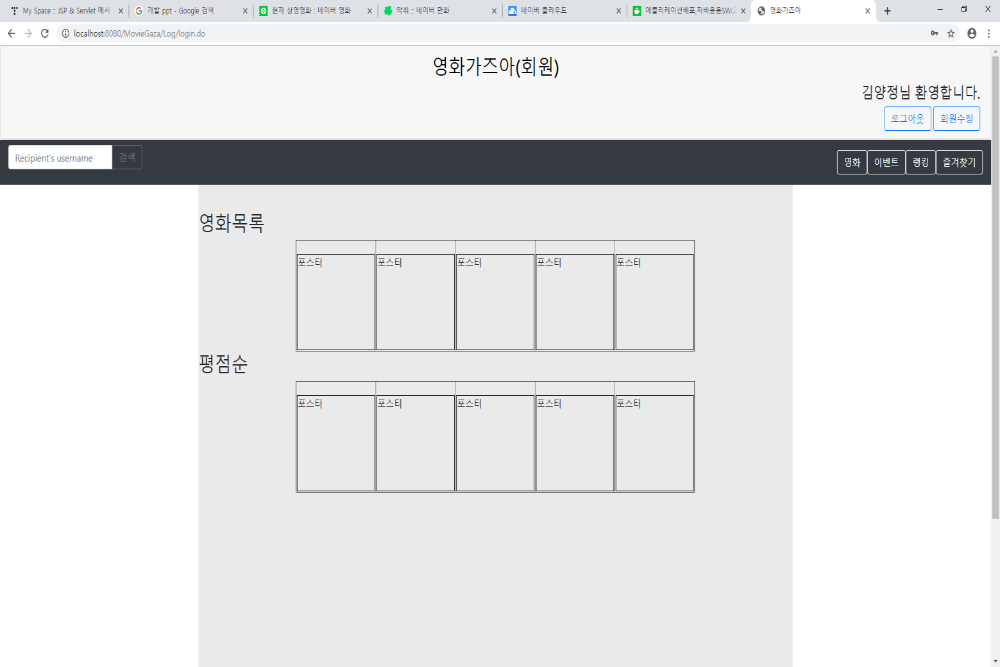 My Space :: JSP & Servlet 에서
개발 ppt - Google 검색
현재 상영영화 : 네이버 영화
악취 :: 네이버 만화
네이버 클라우드
애플리케이션배포,자바응용SW(
영화가즈아
localhost:8080/MovieGaza/Log/login.do
영화가즈아(회원)
김양정님 환영합니다.
로그아웃 회원수정
Recipient's username 검색
영화 이벤트 랭킹 즐겨찾기
영화목록
포스터 포스터 포스터 포스터 포스터
평점순
포스터 포스터 포스터 포스터 포스터